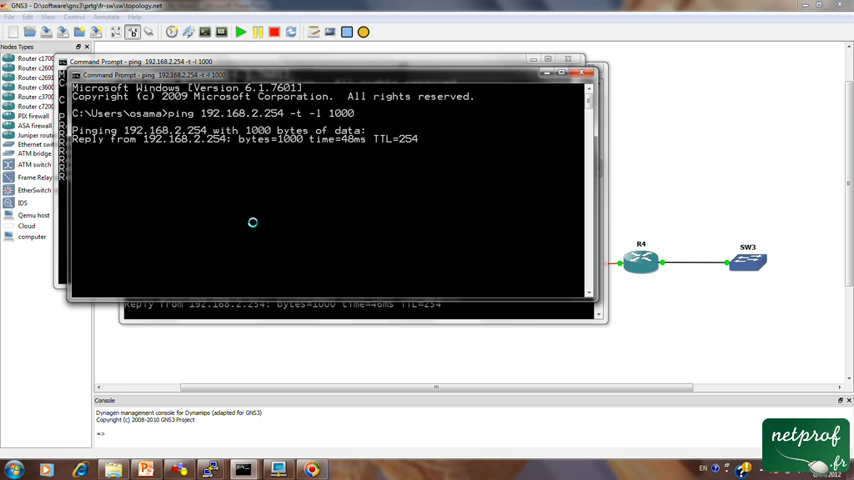 GNS3 - D:\software\gns3\prtg\fr-sw\sw\topology.net
File Edit View Control Annotate Help
Nodes Types
Router c1700
Router c2600
Router c2691
Router c3600
Router c3700
Router c7200
PIX firewall
ASA firewall
Juniper router
Ethernet switch
ATM bridge
ATM switch
Frame Relay
EtherSwitch
IDS
Qemu host
Cloud
computer
Command Prompt - ping 192.168.2.254 -t -l 1000
Command Prompt - ping 192.168.2.254 -t -l 1000
Microsoft Windows [Version 6.1.7601]
Copyright (c) 2009 Microsoft Corporation. All rights reserved.
C:\Users\osama>ping 192.168.2.254 -t -l 1000
Pinging 192.168.2.254 with 1000 bytes of data:
Reply from 192.168.2.254: bytes=1000 time=48ms TTL=254
Reply from 192.168.2.254: bytes=1000 time=46ms TTL=254
R4
SW3
Console
Dynagen management console for Dynamips (adapted for GNS3)
Copyright (c) 2008-2010 GNS3 Project
=>
EN
2012
netprof
.fr